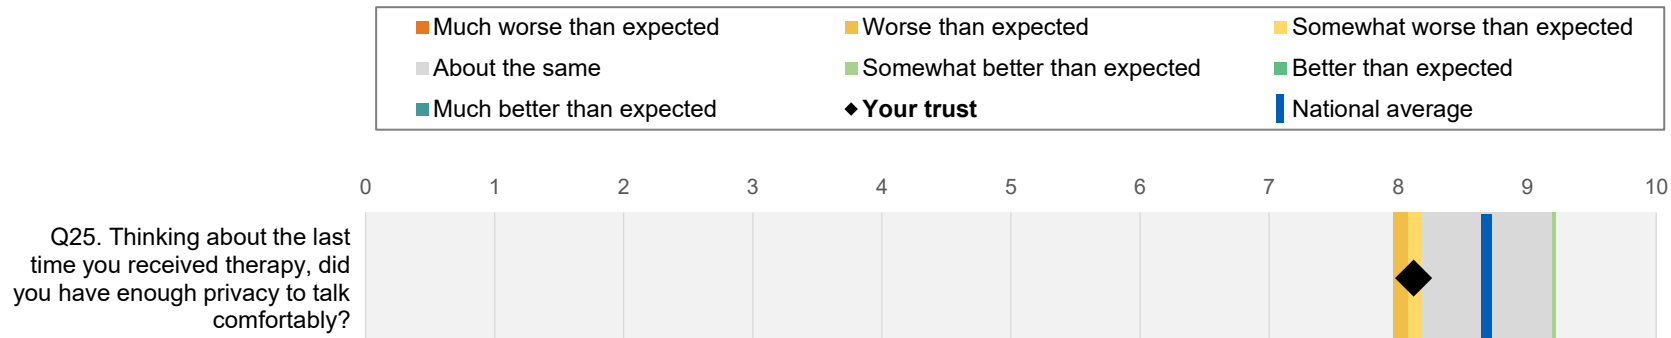 Much worse than expected Worse than expected Somewhat worse than expected
About the same Somewhat better than expected Better than expected
Much better than expected Your trust National average
0 1 2 3 4 5 6 7 8 9 10
Q25. Thinking about the last
time you received therapy, did
you have enough privacy to talk
comfortably?